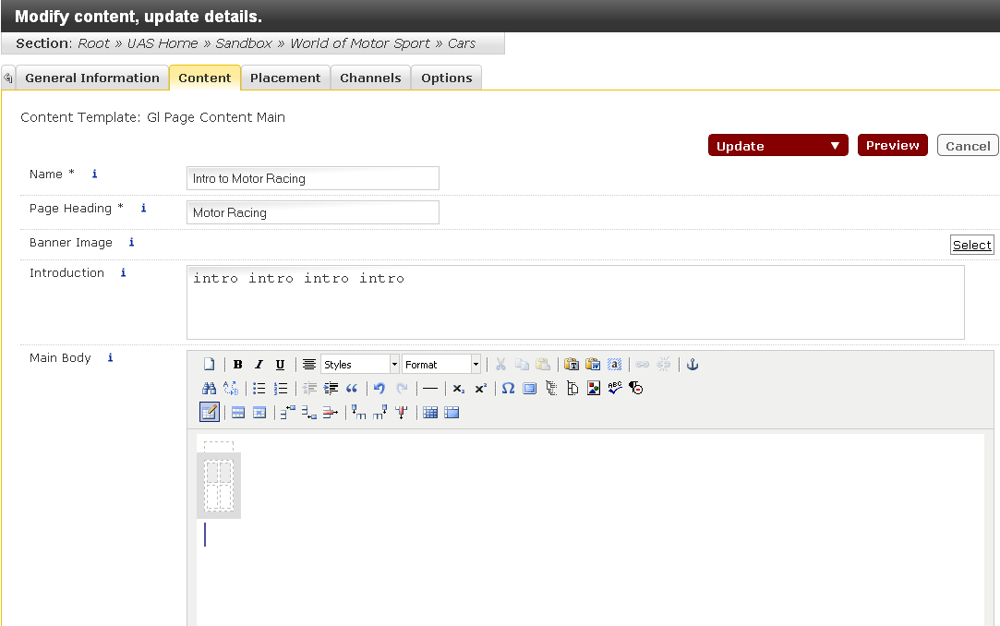 Modify content, update details.
Section: Root » UAS Home » Sandbox » World of Motor Sport » Cars
General Information Content Placement Channels Options
Content Template: Gl Page Content Main
Update ▼ Preview Cancel
Name * i Intro to Motor Racing
Page Heading * i Motor Racing
Banner Image i Select
Introduction i intro intro intro intro
Main Body i
B I U Styles Format